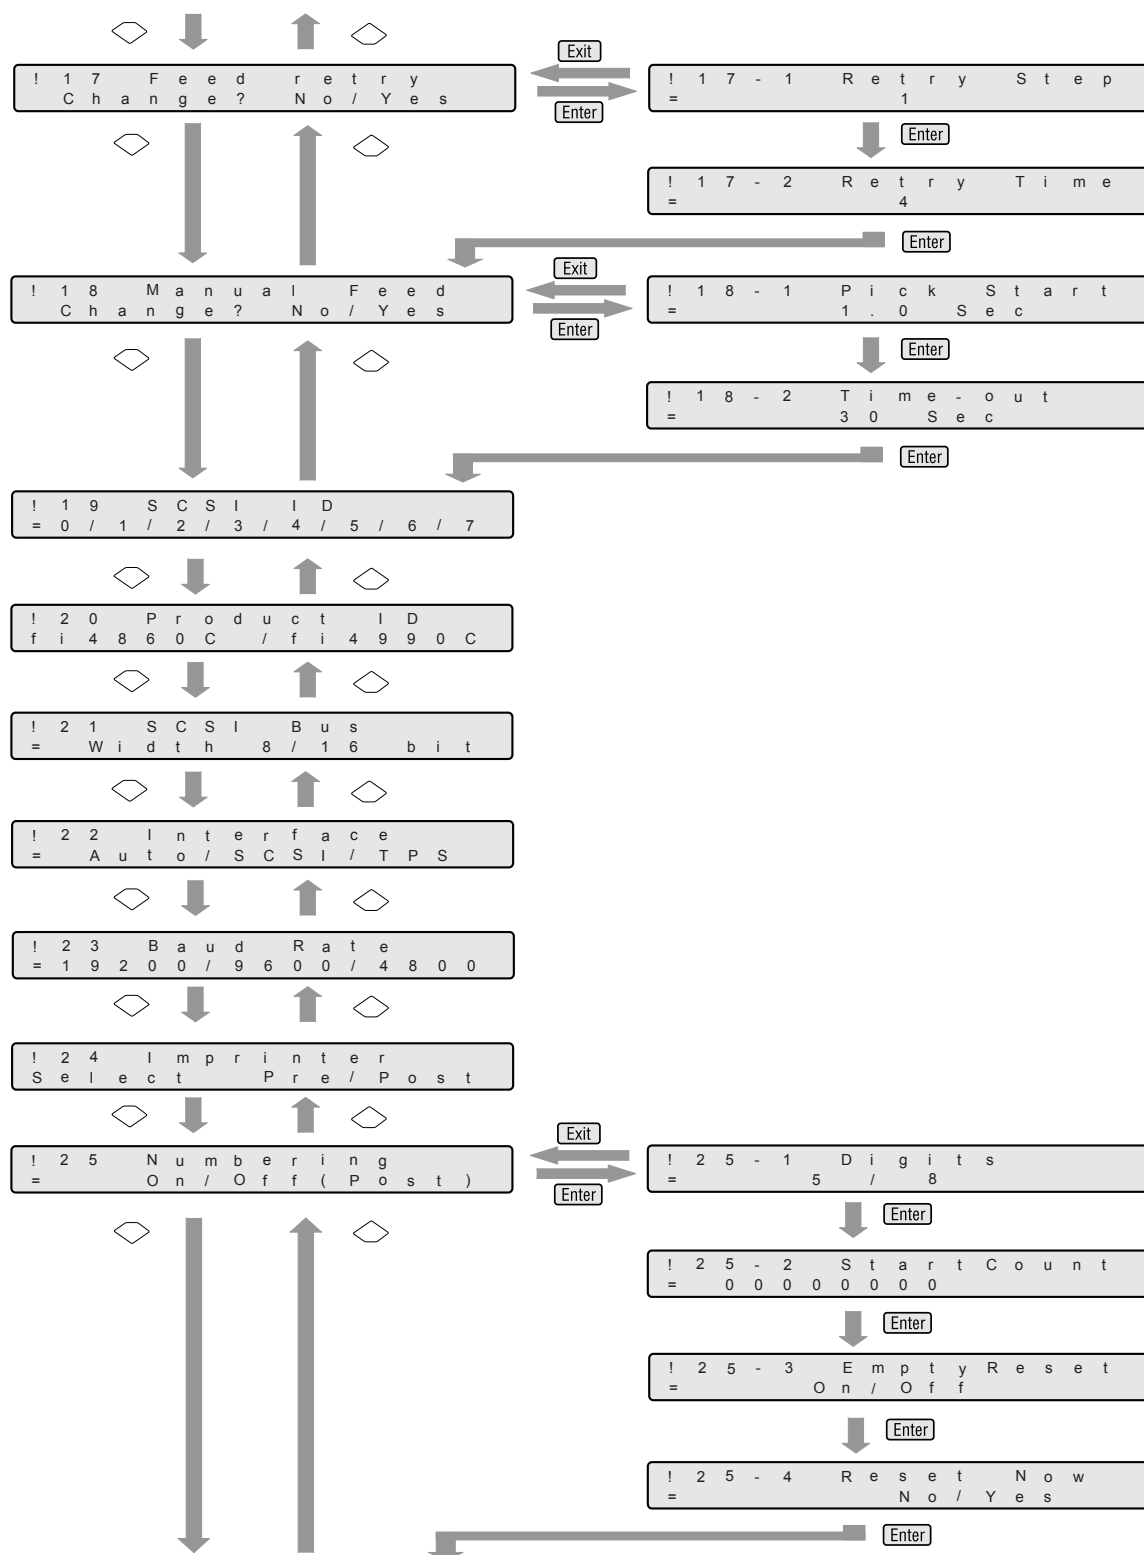 Exit
! 17 Feed retry
Change? No/Yes
Enter
! 17-1 Retry Step
= 1
Enter
! 17-2 Retry Time
= 4
Enter
! 18 Manual Feed
Change? No/Yes
Exit
Enter
! 18-1 Pick Start
= 1.0 Sec
Enter
! 18-2 Time-out
= 30 Sec
Enter
! 19 SCSI ID
=0/1/2/3/4/5/6/7
! 20 Product ID
fi4860C /fi4990C
! 21 SCSI Bus
= Width 8/16 bit
! 22 Interface
= Auto/SCSI/TPS
! 23 Baud Rate
=19200/9600/4800
! 24 Imprinter
Select Pre/Post
! 25 Numbering
= On/Off(Post)
Exit
Enter
! 25-1 Digits
= 5 / 8
Enter
! 25-2 StartCount
= 00000000
Enter
! 25-3 EmptyReset
= On/Off
Enter
! 25-4 Reset Now
= No/Yes
Enter